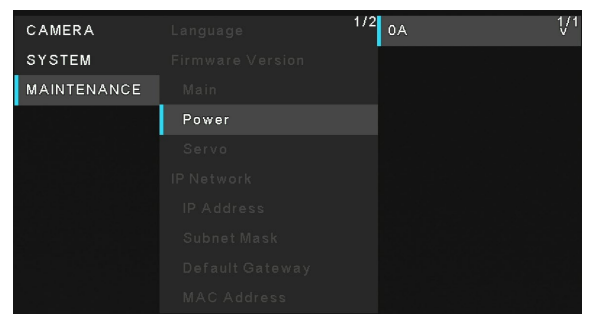 CAMERA
SYSTEM
MAINTENANCE
Language 1/2
Firmware Version
Main
Power
Servo
IP Network
IP Address
Subnet Mask
Default Gateway
MAC Address
0A 1/1
v